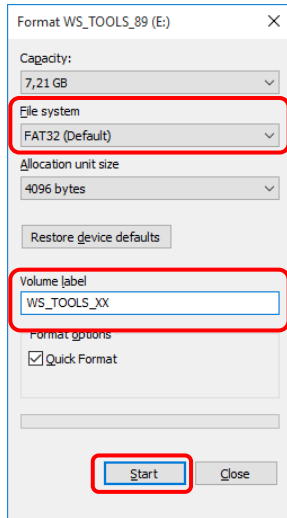 Format WS_TOOLS_89 (E:)
Capacity:
7,21 GB
File system
FAT32 (Default)
Allocation unit size
4096 bytes
Restore device defaults
Volume label
WS_TOOLS_XX
Format options
Quick Format
Start
Close